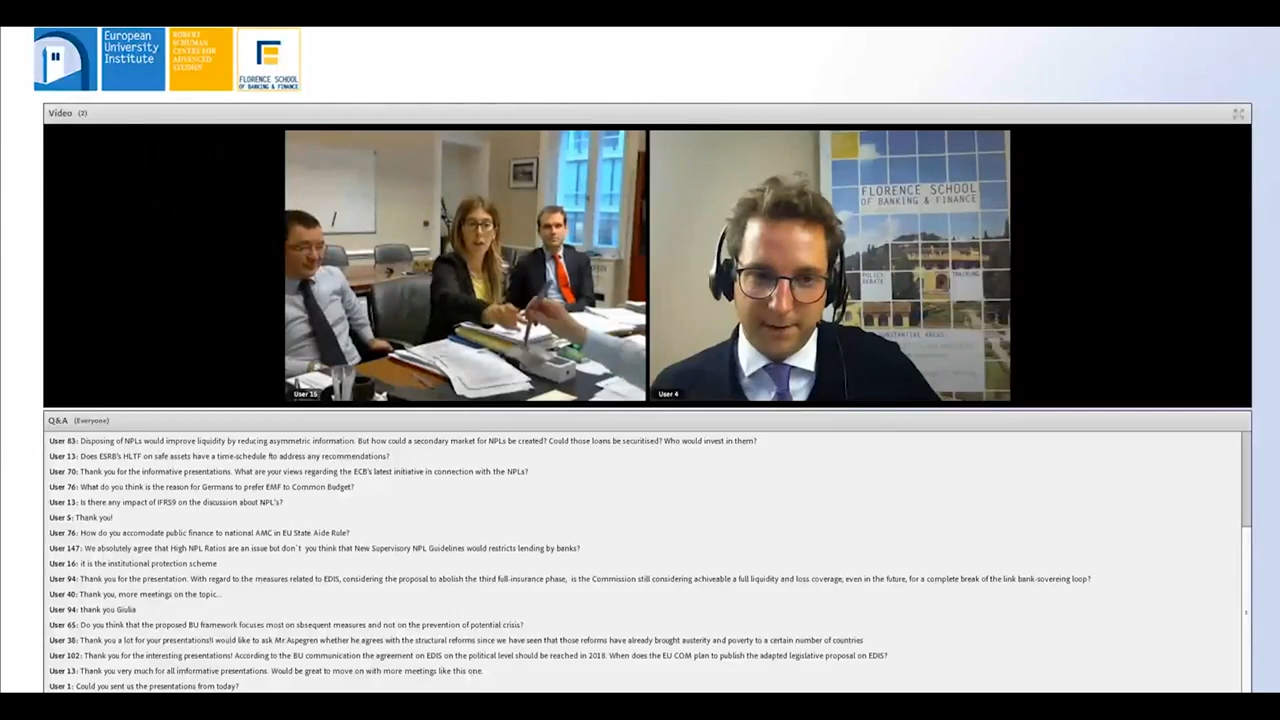 European
University
Institute
ROBERT
SCHUMAN
CENTRE FOR
ADVANCED
STUDIES
FLORENCE SCHOOL
OF BANKING & FINANCE
Video (2)
FLORENCE SCHOOL
OF BANKING & FINANCE
POLICY
DEBATE
TRAINING
SUBSTANTIVE AREAS:
User 15
User 4
Q&A (Everyone)
User 83: Disposing of NPLs would improve liquidity by reducing asymmetric information. But how could a secondary market for NPLs be created? Could those loans be securitised? Who would invest in them?
User 13: Does ESRB's HLTF on safe assets have a time-schedule fto address any recommendations?
User 70: Thank you for the informative presentations. What are your views regarding the ECB's latest initiative in connection with the NPLs?
User 76: What do you think is the reason for Germans to prefer EMF to Common Budget?
User 13: Is there any impact of IFRS9 on the discussion about NPL's?
User 5: Thank you!
User 76: How do you accomodate public finance to national AMC in EU State Aide Rule?
User 147: We absolutely agree that High NPL Ratios are an issue but don`t you think that New Supervisory NPL Guidelines would restricts lending by banks?
User 16: it is the institutional protection scheme
User 94: Thank you for the presentation. With regard to the measures related to EDIS, considering the proposal to abolish the third full-insurance phase, is the Commission still considering achiveable a full liquidity and loss coverage, even in the future, for a complete break of the link bank-sovereing loop?
User 40: Thank you, more meetings on the topic...
User 94: thank you Giulia
User 65: Do you think that the proposed BU framework focuses most on sbsequent measures and not on the prevention of potential crisis?
User 38: Thank you a lot for your presentations!I would like to ask Mr.Aspegren whether he agrees with the structural reforms since we have seen that those reforms have already brought austerity and poverty to a certain number of countries
User 102: Thank you for the interesting presentations! According to the BU communication the agreement on EDIS on the political level should be reached in 2018. When does the EU COM plan to publish the adapted legislative proposal on EDIS?
User 13: Thank you very much for all imformative presentations. Would be great to move on with more meetings like this one.
User 1: Could you sent us the presentations from today?